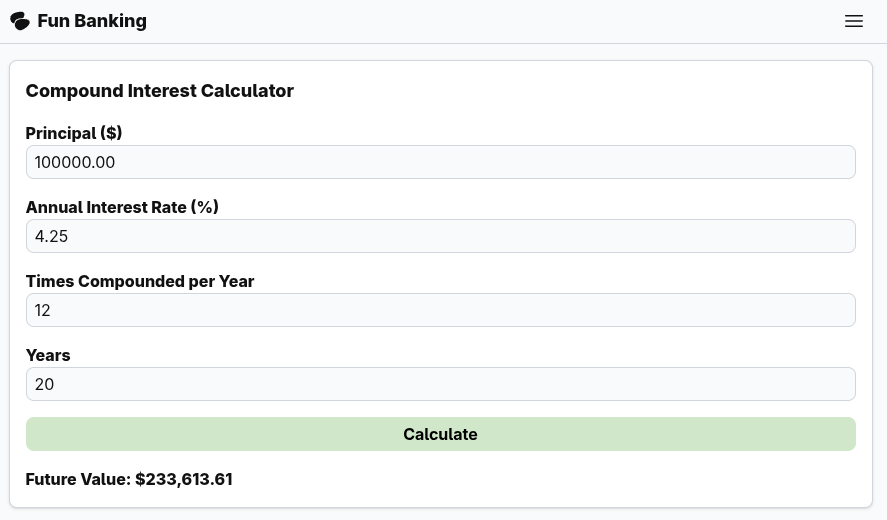 Fun Banking
Compound Interest Calculator
Principal ($)
100000.00
Annual Interest Rate (%)
4.25
Times Compounded per Year
12
Years
20
Calculate
Future Value: $233,613.61